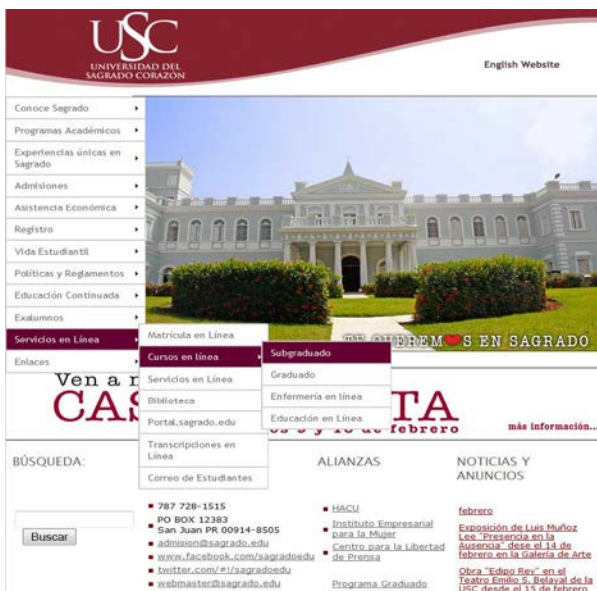 USC
UNIVERSIDAD DEL
SAGRADO CORAZÓN
English Website
Conoce Sagrado
Programas Académicos
Experiencias únicas en
Sagrado
Admisiones
Asistencia Económica
Registro
Vida Estudiantil
Políticas y Reglamentos
Educación Continuada
Exalumnos
Servicios en Línea
Enlaces
Matrícula en Línea
Cursos en línea
Servicios en Línea
Biblioteca
Portal.sagrado.edu
Transcripciones en
Línea
Correo de Estudiantes
Subgraduado
Graduado
Enfermería en línea
Educación en Línea
TE QUEREM S EN SAGRADO
Ven a
CAS TA
y 16 de febrero
más información...
BÚSQUEDA:
Buscar
787 728-1515
PO BOX 12383
San Juan PR 00914-8505
admision@sagrado.edu
www.facebook.com/sagradoedu
twitter.com/#!/sagradoedu
webmaster@sagrado.edu
ALIANZAS
HACU
Instituto Empresarial
para la Mujer
Centro para la Libertad
de Prensa
Programa Graduado
NOTICIAS Y
ANUNCIOS
febrero
Exposición de Luis Muñoz
Lee "Presencia en la
Ausencia" dese el 14 de
febrero en la Galería de Arte
Obra "Edipo Rey" en el
Teatro Emilio S. Belaval de la
USC desde el 15 de febrero